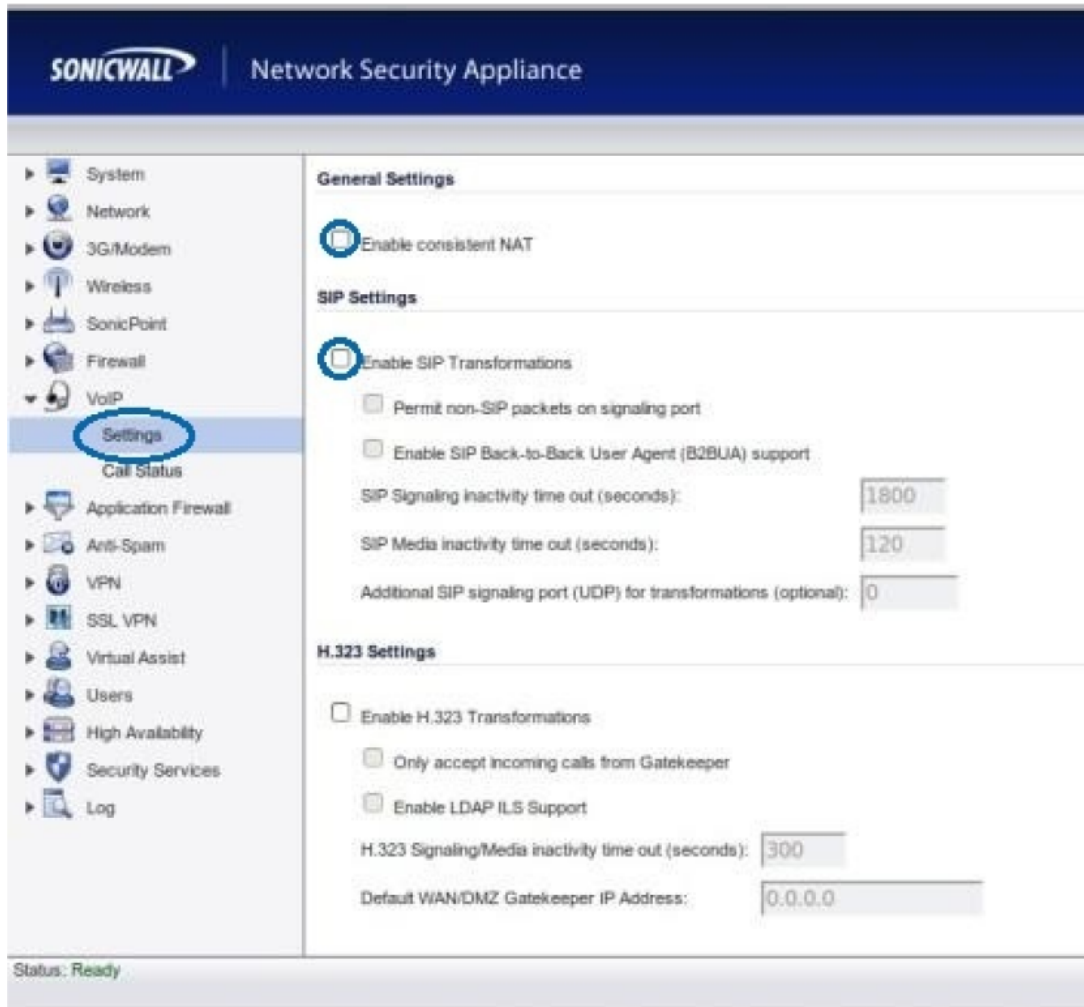 SONICWALL
Network Security Appliance
System
Network
3G/Modem
Wireless
SonicPoint
Firewall
VoIP
Settings
Call Status
Application Firewall
Anti-Spam
VPN
SSL VPN
Virtual Assist
Users
High Availability
Security Services
Log
General Settings
Enable consistent NAT
SIP Settings
Enable SIP Transformations
Permit non-SIP packets on signaling port
Enable SIP Back-to-Back User Agent (B2BUA) support
SIP Signaling inactivity time out (seconds): 1800
SIP Media inactivity time out (seconds): 120
Additional SIP signaling port (UDP) for transformations (optional): 0
H.323 Settings
Enable H.323 Transformations
Only accept incoming calls from Gatekeeper
Enable LDAP ILS Support
H.323 Signaling/Media inactivity time out (seconds): 300
Default WAN/DMZ Gatekeeper IP Address: 0.0.0.0
Status: Ready